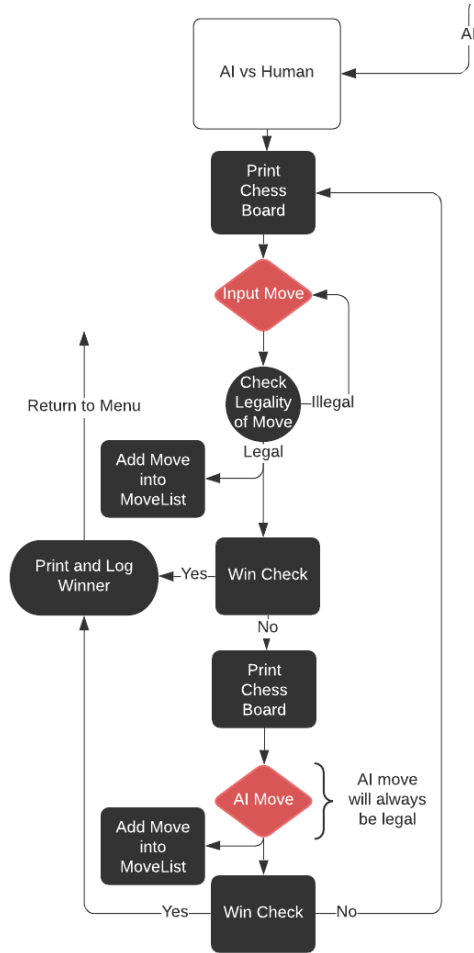 AI
AI vs Human
Print
Chess
Board
Input Move
Check
Legality
of Move
Illegal
Return to Menu
Legal
Add Move
into
MoveList
Print and Log
Winner
Yes
Win Check
No
Print
Chess
Board
AI Move
AI move
will always
be legal
Add Move
into
MoveList
Yes
Win Check
No